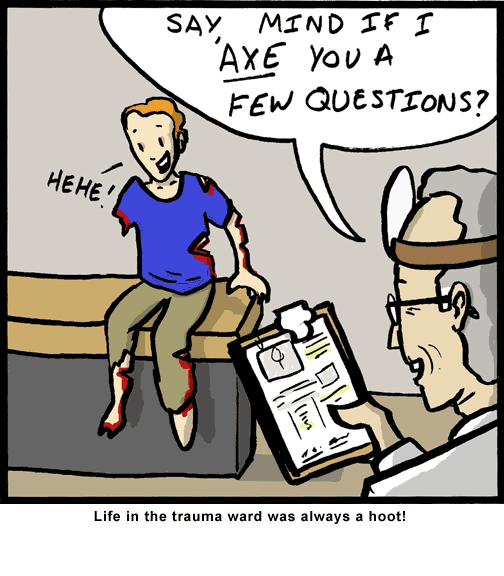 SAY, MIND IF I
AXE YOU A
FEW QUESTIONS?
HEHE!
Life in the trauma ward was always a hoot!